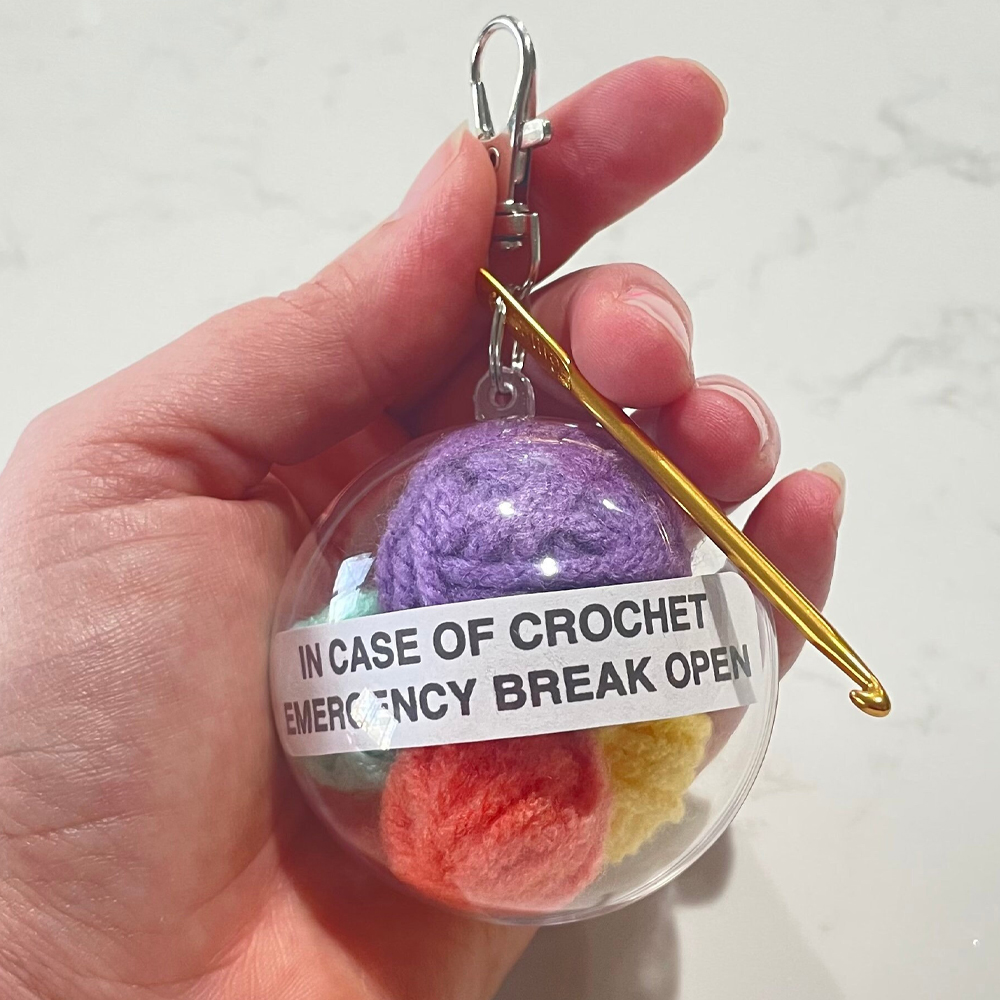 IN CASE OF CROCHET
EMERGENCY BREAK OPEN